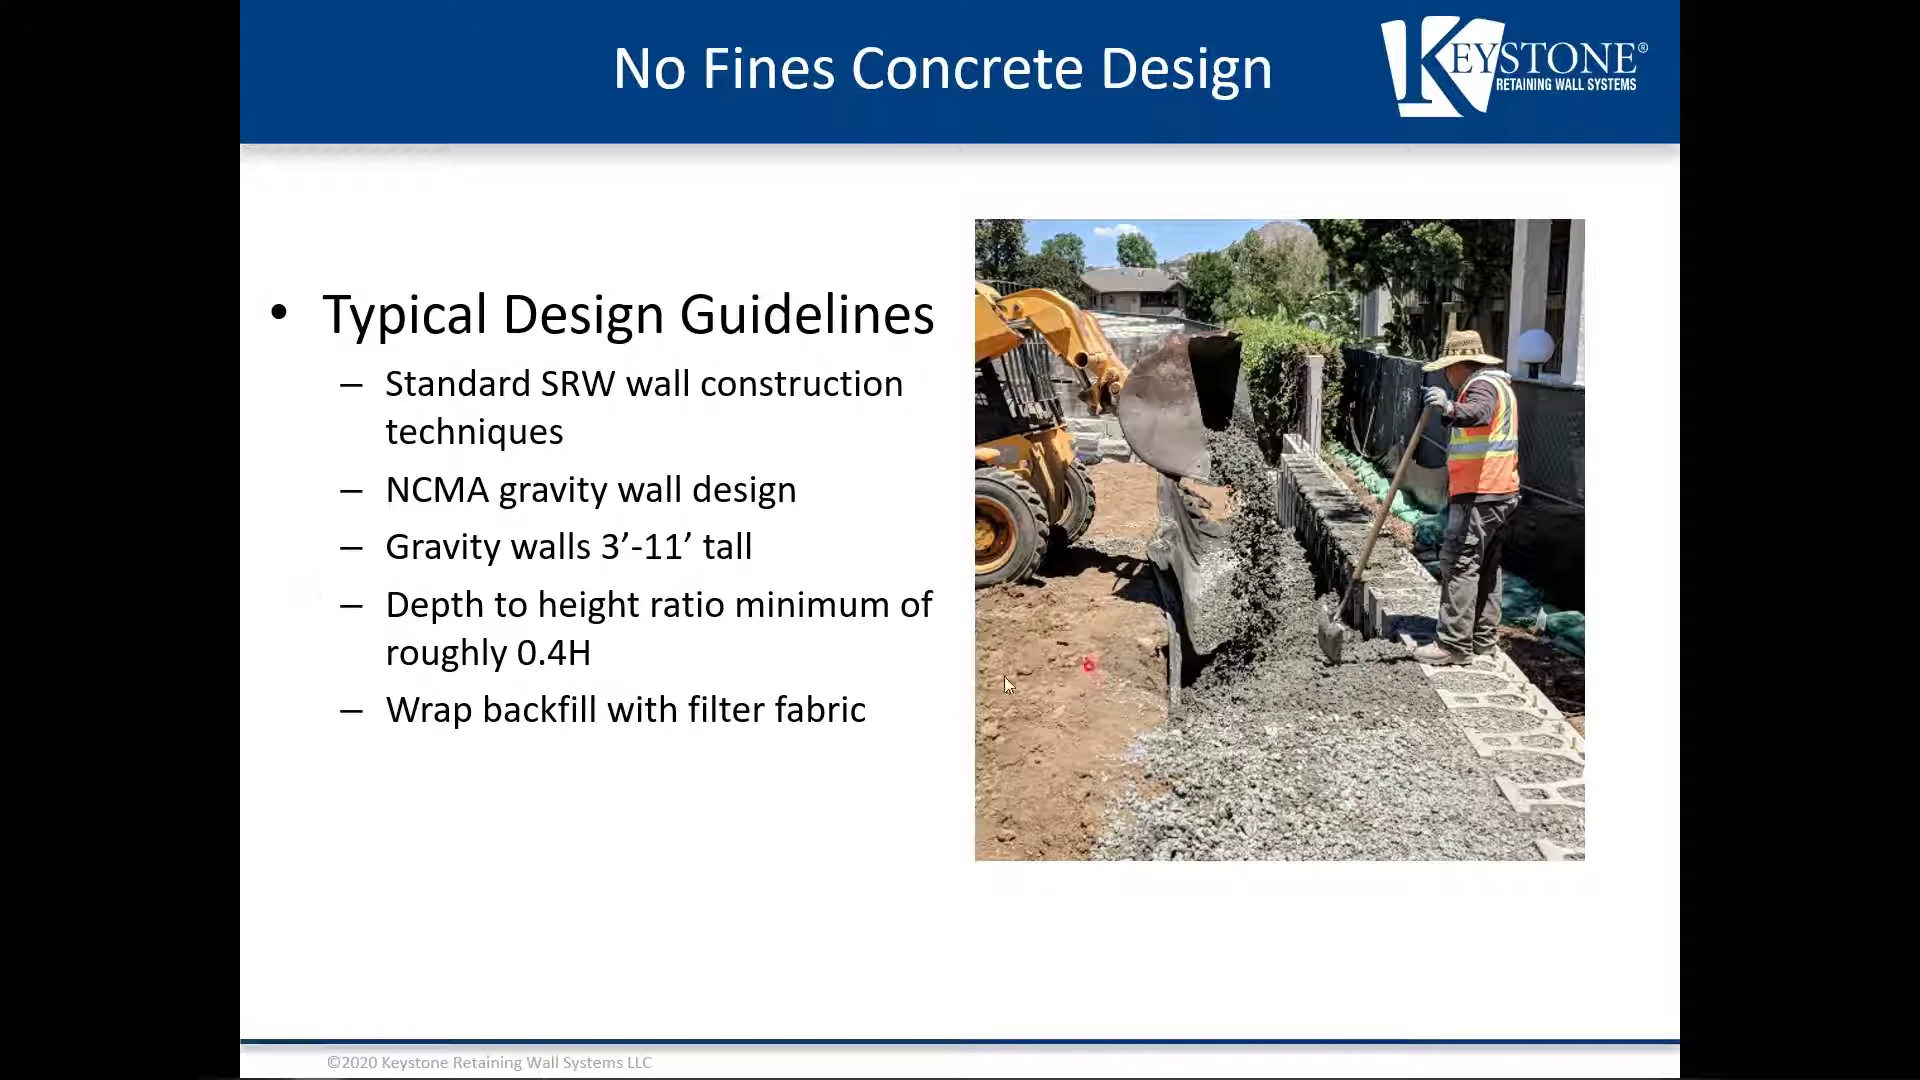 No Fines Concrete Design
KEYSTONE®
RETAINING WALL SYSTEMS
• Typical Design Guidelines
– Standard SRW wall construction
techniques
– NCMA gravity wall design
– Gravity walls 3’-11’ tall
– Depth to height ratio minimum of
roughly 0.4H
– Wrap backfill with filter fabric
©2020 Keystone Retaining Wall Systems LLC